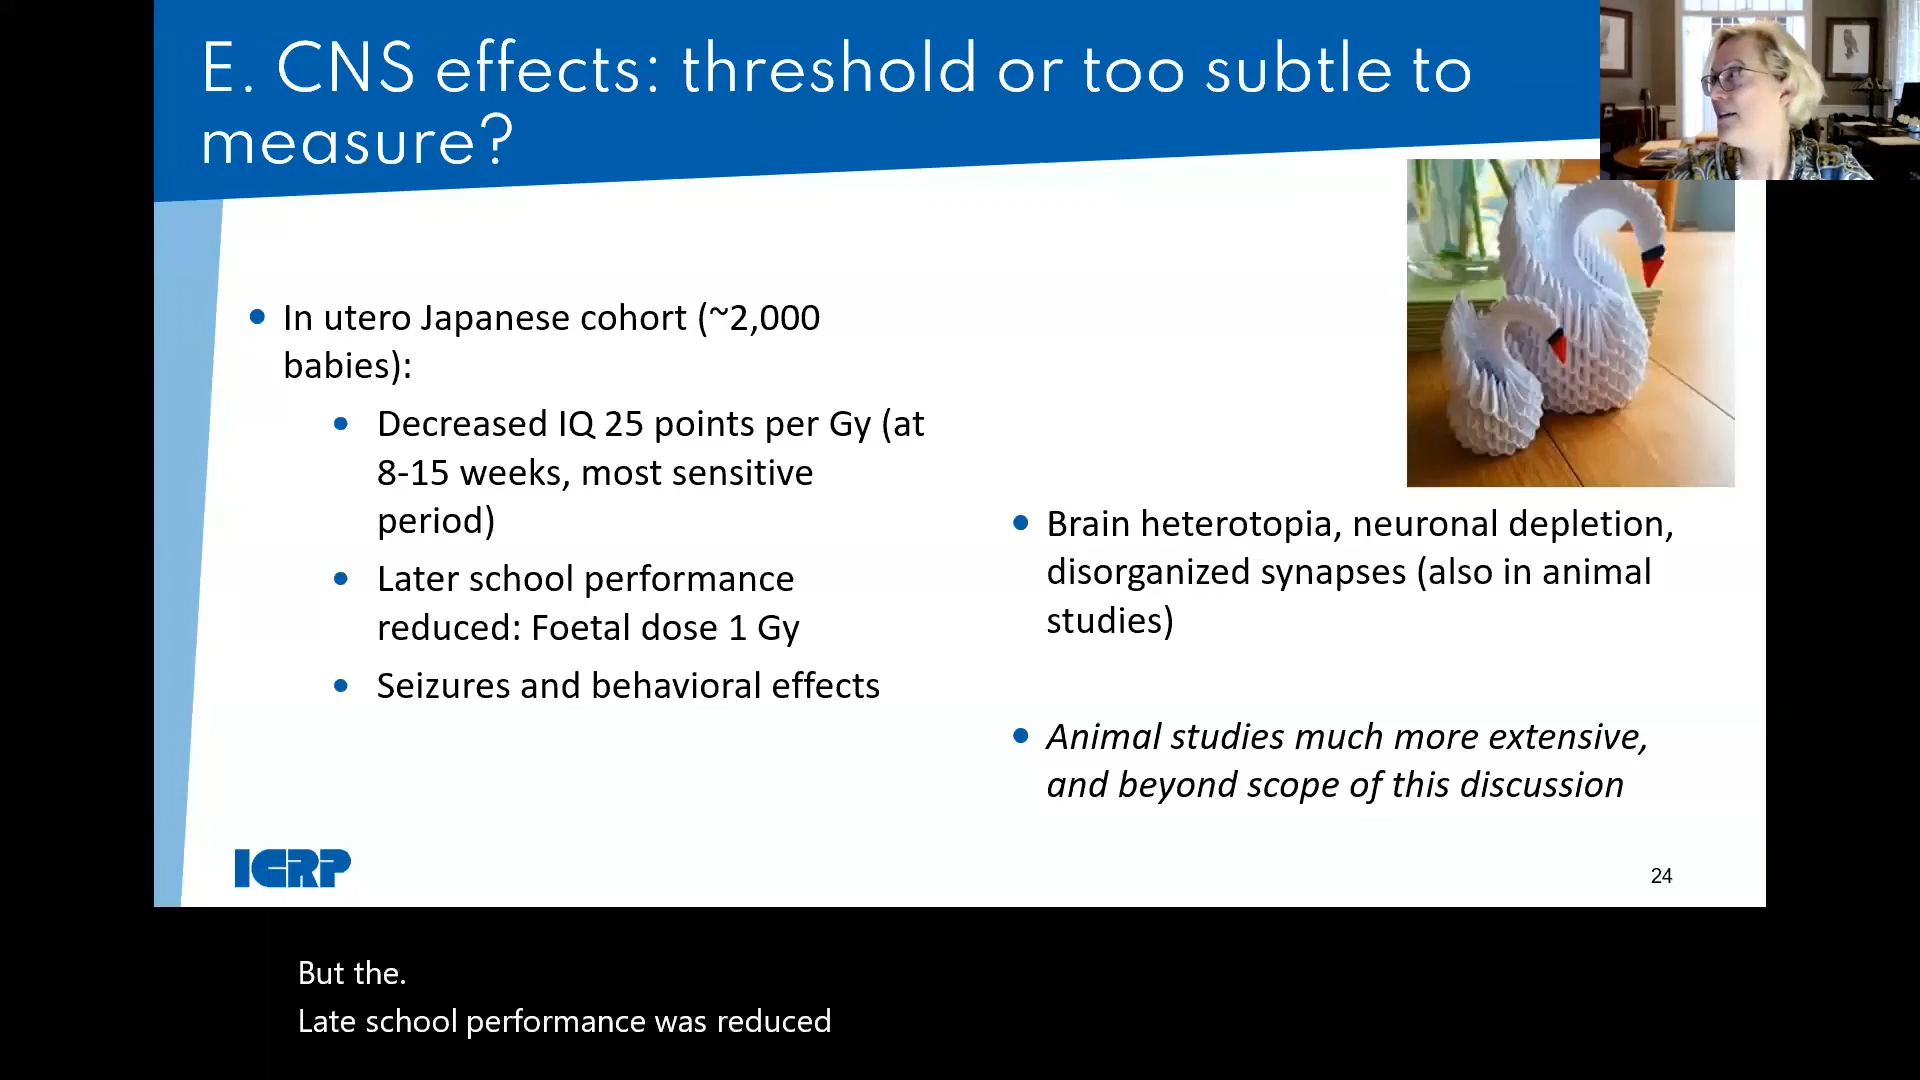 E. CNS effects: threshold or too subtle to
measure?
• In utero Japanese cohort (~2,000
babies):
• Decreased IQ 25 points per Gy (at
8-15 weeks, most sensitive
period)
• Later school performance
reduced: Foetal dose 1 Gy
• Seizures and behavioral effects
• Brain heterotopia, neuronal depletion,
disorganized synapses (also in animal
studies)
• Animal studies much more extensive,
and beyond scope of this discussion
ICRP
24
But the.
Late school performance was reduced